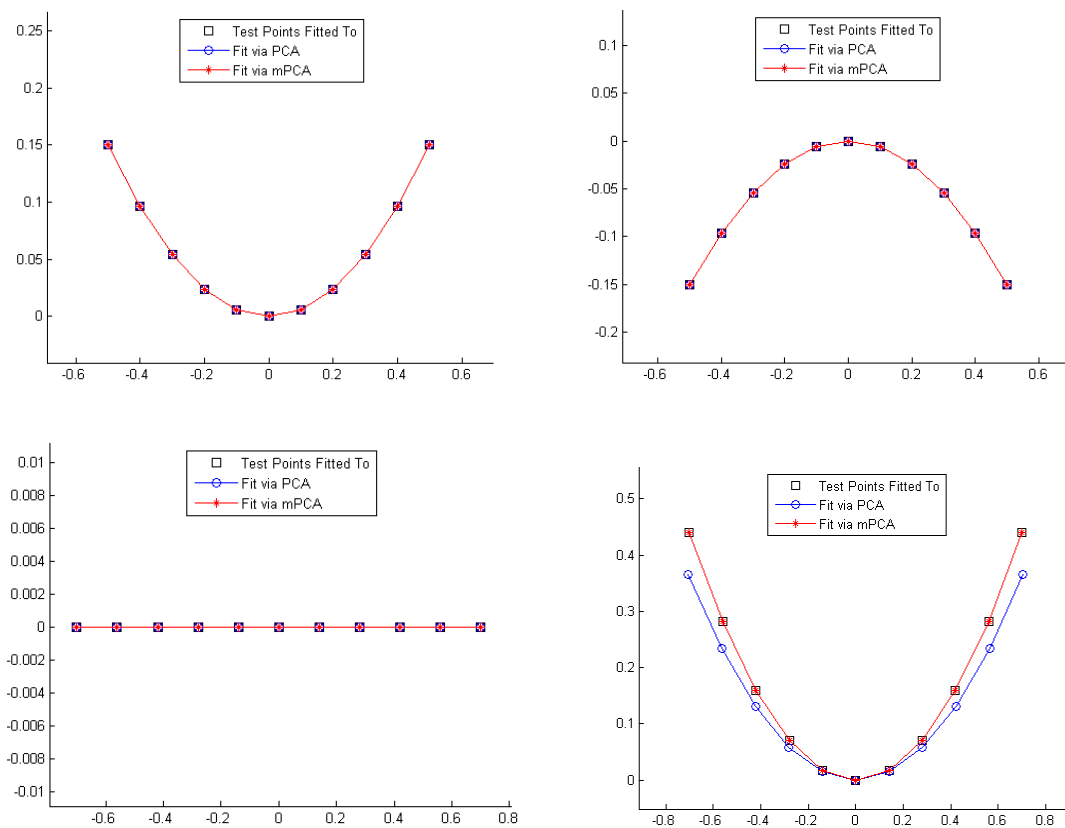 0.25
0.2
0.15
0.1
0.05
0
-0.6 -0.4 -0.2 0 0.2 0.4 0.6
Test Points Fitted To
Fit via PCA
Fit via mPCA
0.1
0.05
0
-0.05
-0.1
-0.15
-0.2
-0.6 -0.4 -0.2 0 0.2 0.4 0.6
Test Points Fitted To
Fit via PCA
Fit via mPCA
0.01
0.008
0.006
0.004
0.002
0
-0.002
-0.004
-0.006
-0.008
-0.01
-0.6 -0.4 -0.2 0 0.2 0.4 0.6 0.8
Test Points Fitted To
Fit via PCA
Fit via mPCA
0.5
0.4
0.3
0.2
0.1
0
-0.8 -0.6 -0.4 -0.2 0 0.2 0.4 0.6 0.8
Test Points Fitted To
Fit via PCA
Fit via mPCA